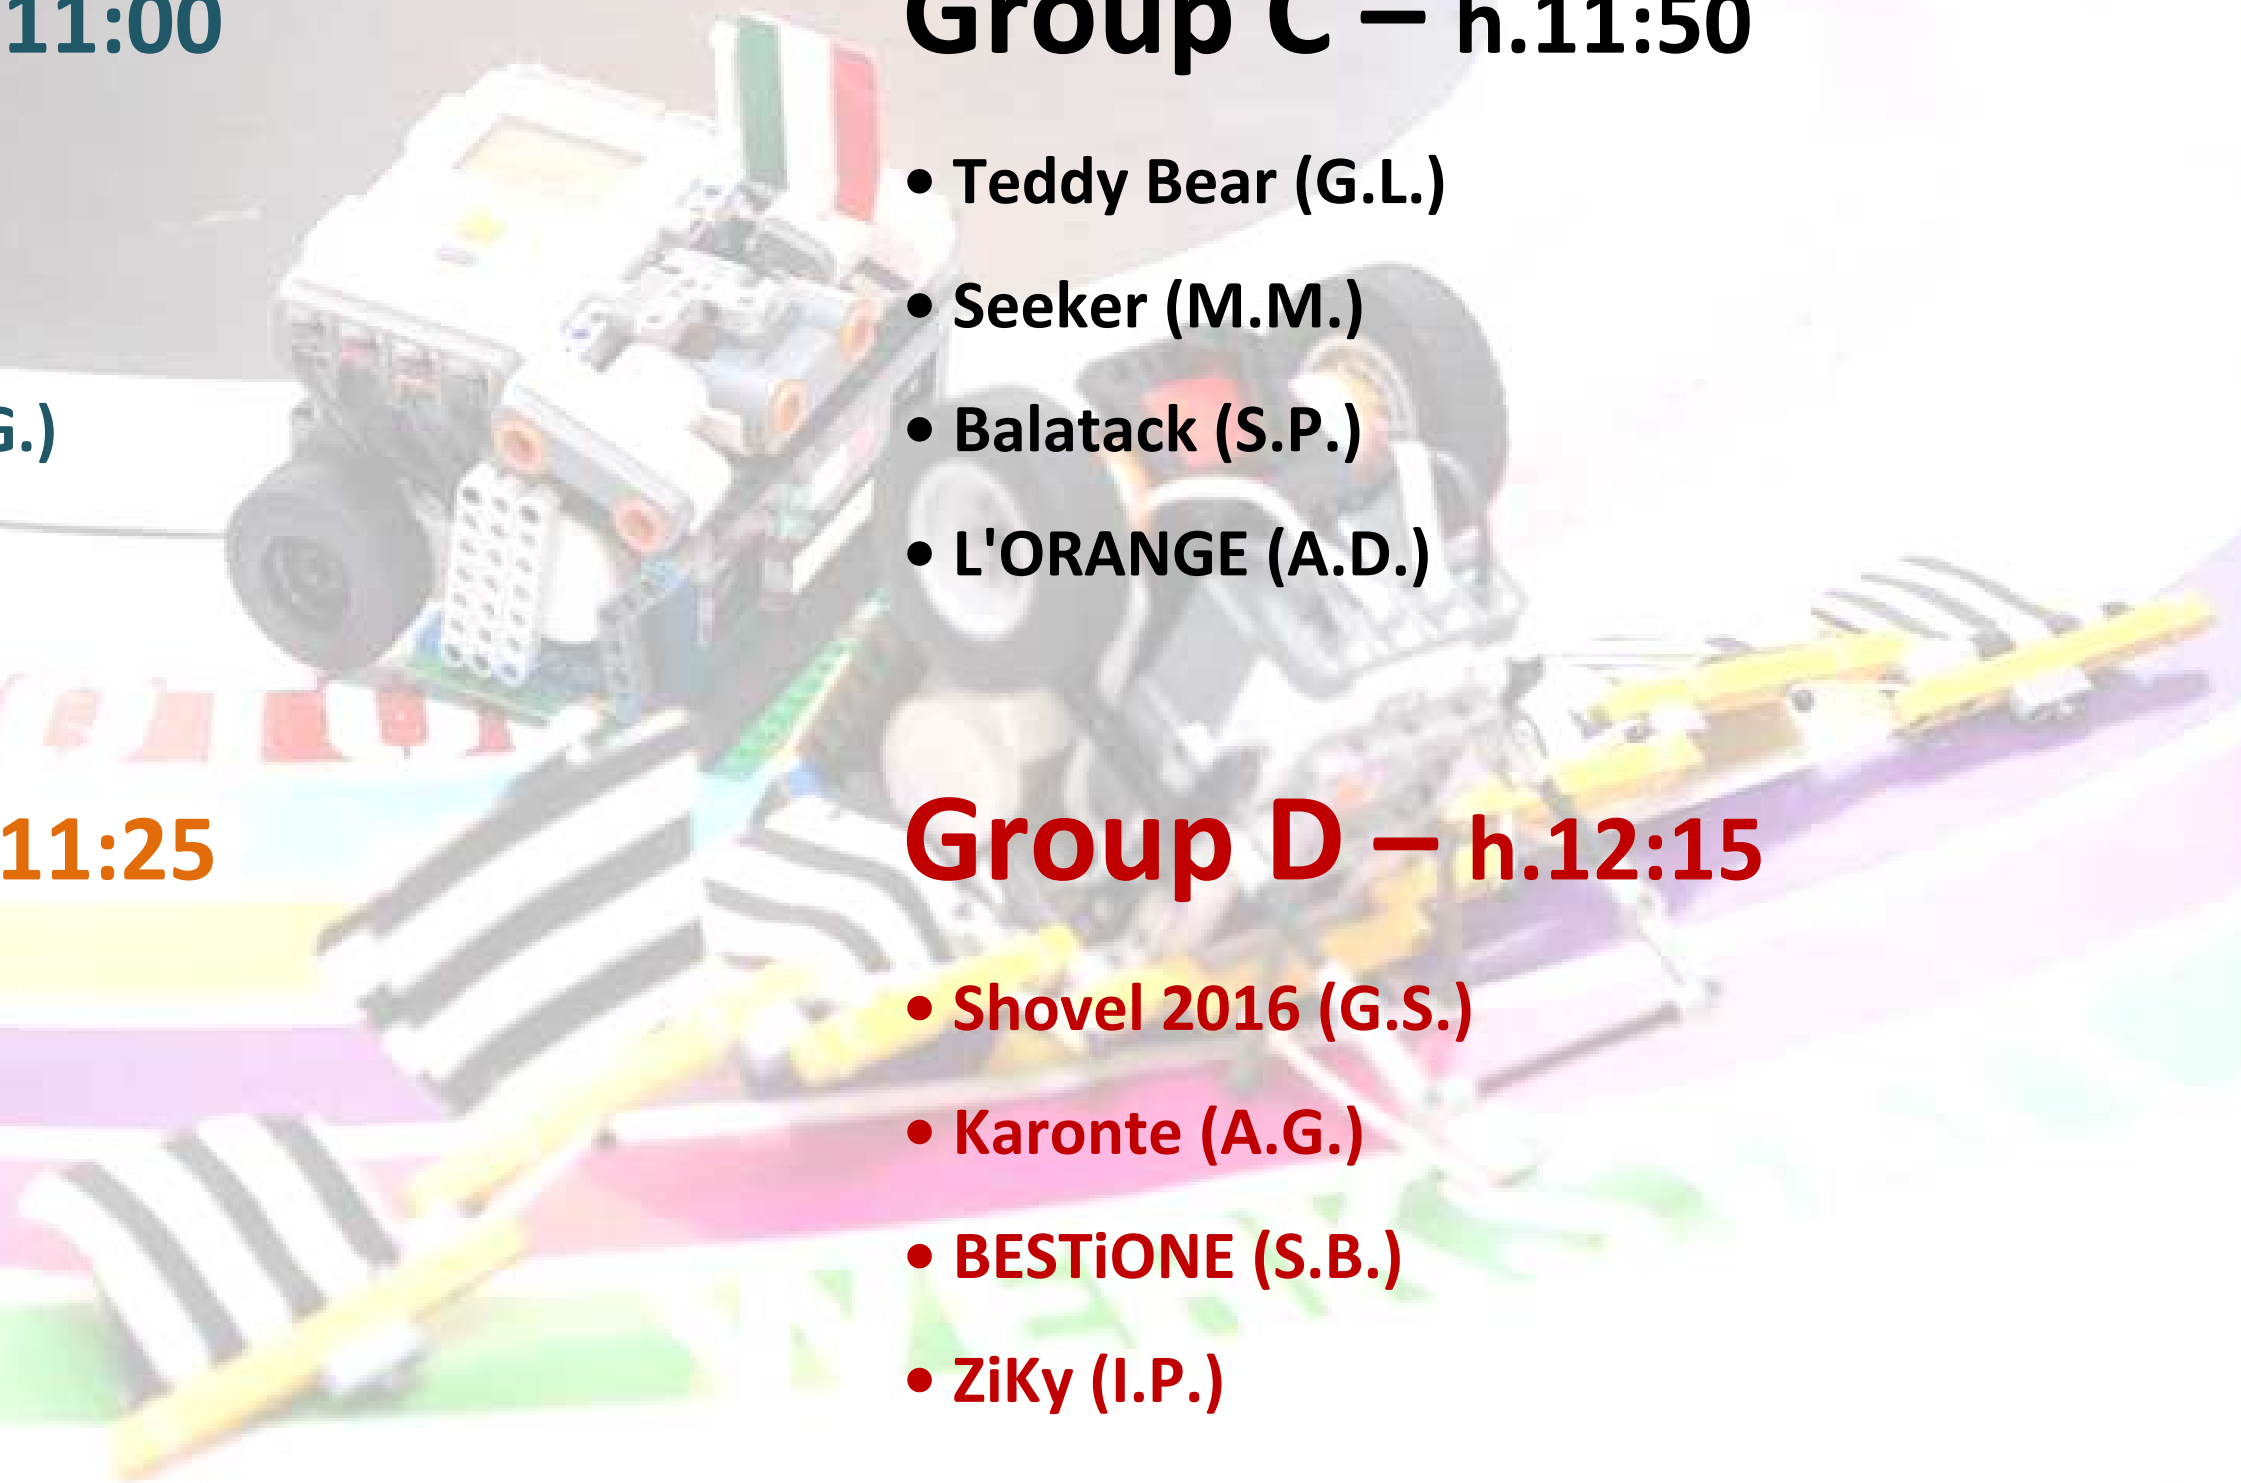 11:00
G.)
11:25
Group C – h.11:50
• Teddy Bear (G.L.)
• Seeker (M.M.)
• Balatack (S.P.)
• L'ORANGE (A.D.)
Group D – h.12:15
• Shovel 2016 (G.S.)
• Karonte (A.G.)
• BESTiONE (S.B.)
• ZiKy (I.P.)